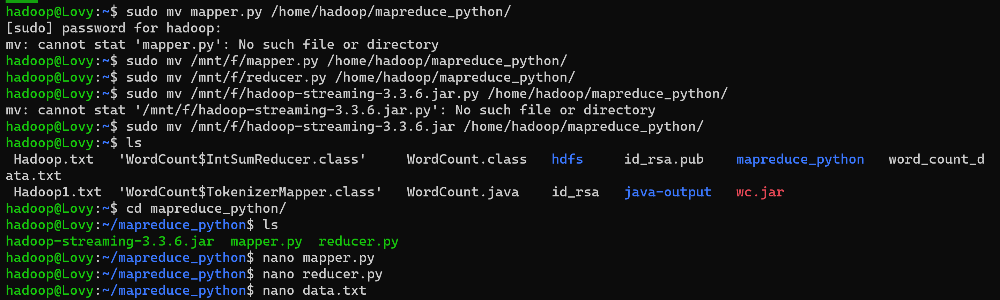 hadoop@Lovy:~$ sudo mv mapper.py /home/hadoop/mapreduce_python/
[sudo] password for hadoop:
mv: cannot stat 'mapper.py': No such file or directory
hadoop@Lovy:~$ sudo mv /mnt/f/mapper.py /home/hadoop/mapreduce_python/
hadoop@Lovy:~$ sudo mv /mnt/f/reducer.py /home/hadoop/mapreduce_python/
hadoop@Lovy:~$ sudo mv /mnt/f/hadoop-streaming-3.3.6.jar.py /home/hadoop/mapreduce_python/
mv: cannot stat '/mnt/f/hadoop-streaming-3.3.6.jar.py': No such file or directory
hadoop@Lovy:~$ sudo mv /mnt/f/hadoop-streaming-3.3.6.jar /home/hadoop/mapreduce_python/
hadoop@Lovy:~$ ls
 Hadoop.txt   'WordCount$IntSumReducer.class'     WordCount.class   hdfs     id_rsa.pub    mapreduce_python   word_count_d
ata.txt
 Hadoop1.txt  'WordCount$TokenizerMapper.class'   WordCount.java    id_rsa   java-output   wc.jar
hadoop@Lovy:~$ cd mapreduce_python/
hadoop@Lovy:~/mapreduce_python$ ls
hadoop-streaming-3.3.6.jar  mapper.py  reducer.py
hadoop@Lovy:~/mapreduce_python$ nano mapper.py
hadoop@Lovy:~/mapreduce_python$ nano reducer.py
hadoop@Lovy:~/mapreduce_python$ nano data.txt